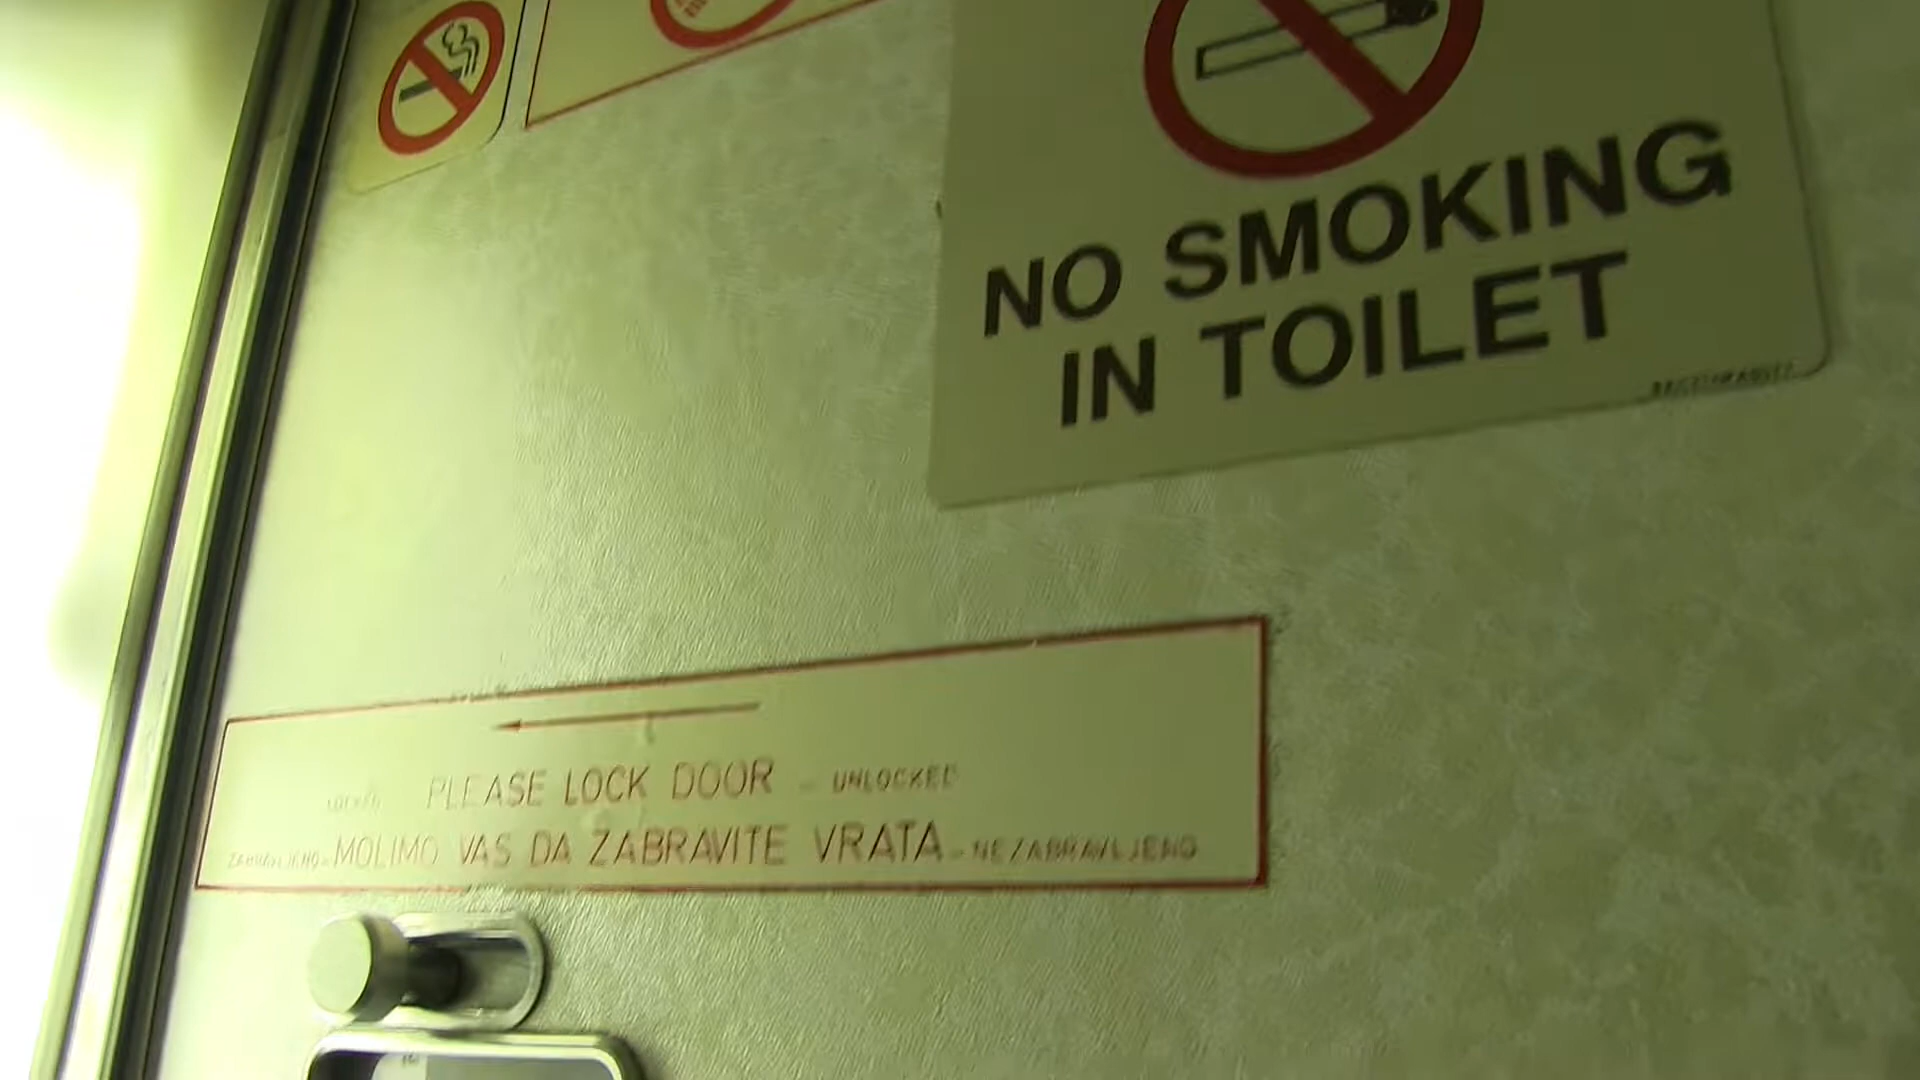 NO SMOKING
IN TOILET
LOCKED PLEASE LOCK DOOR - UNLOCKED
ZABRAVLJENO - MOLIMO VAS DA ZABRAVITE VRATA - NEZABRAVLJENO